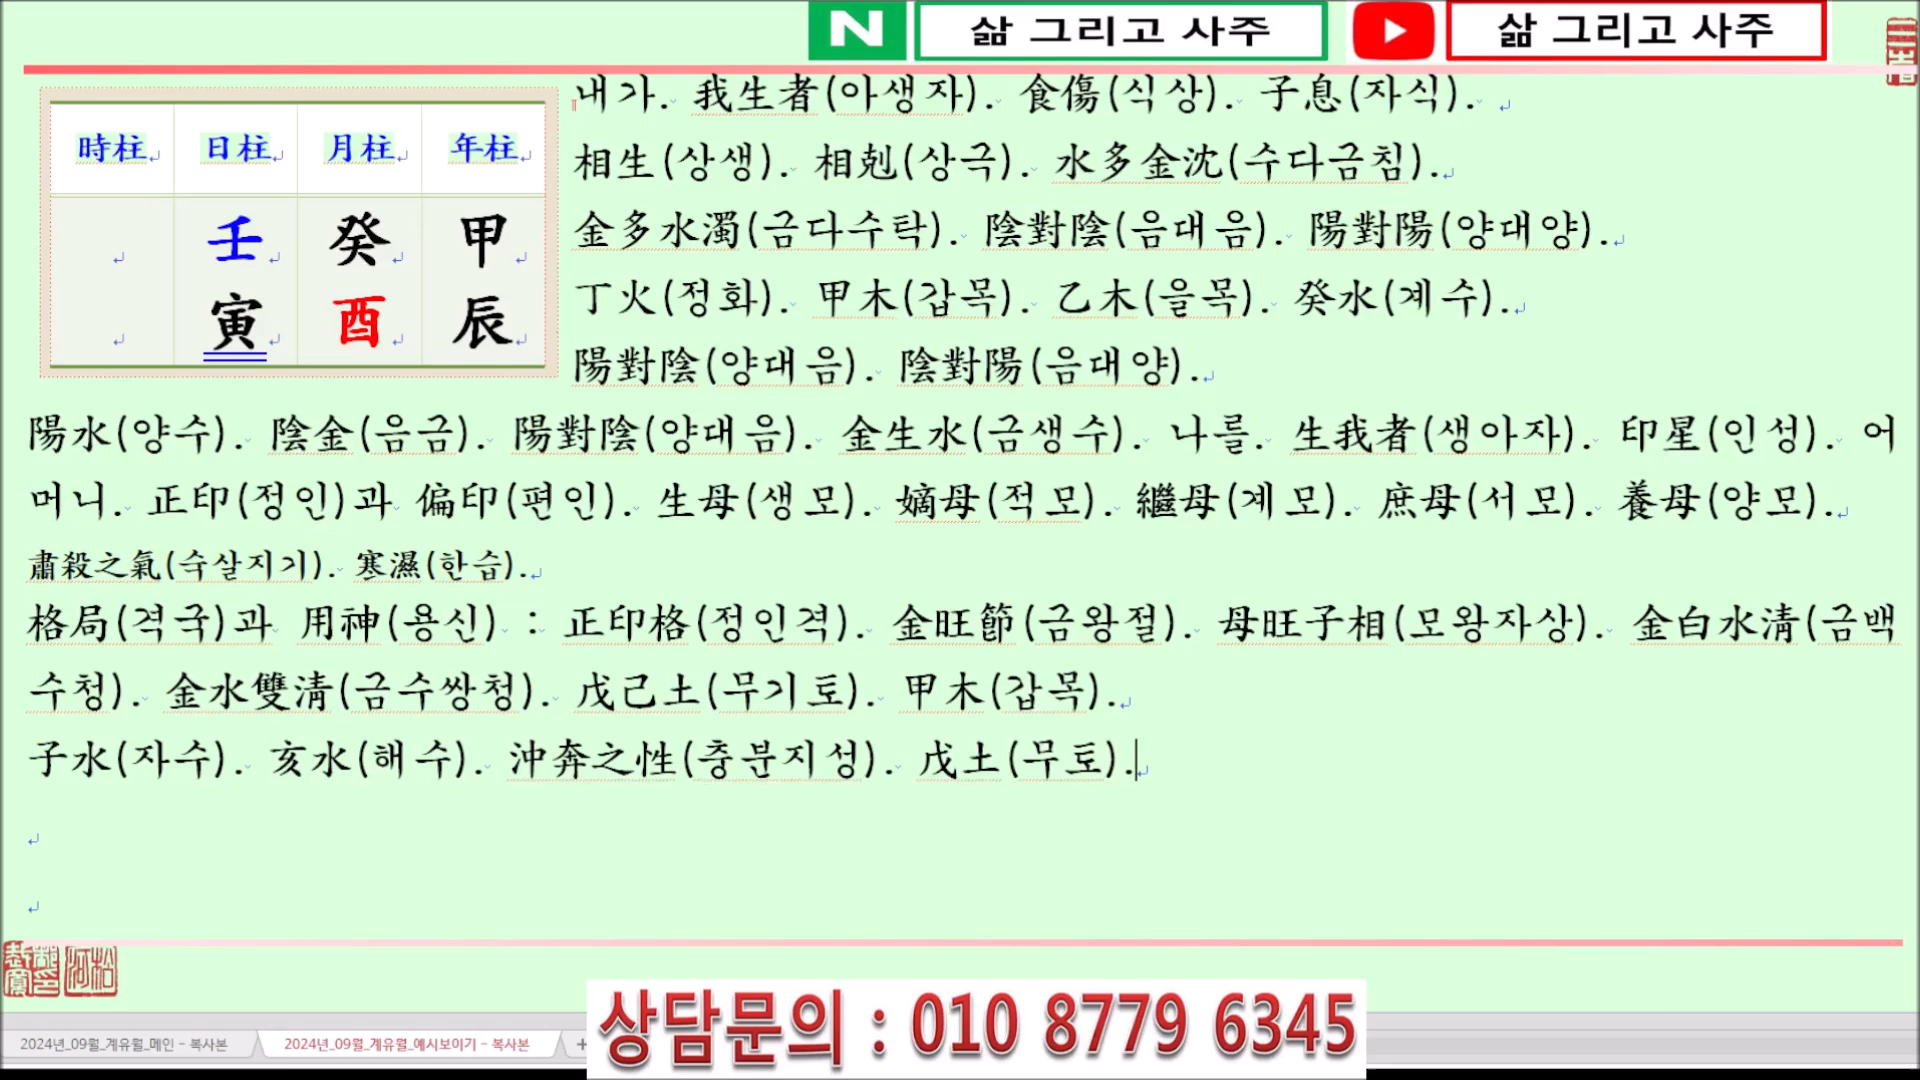 N 삶 그리고 사주 삶 그리고 사주
時柱 日柱 月柱 年柱
壬 癸 甲
寅 酉 辰
내가. 我生者(아생자). 食傷(식상). 子息(자식).
相生(상생). 相剋(상극). 水多金沈(수다금침).
金多水濁(금다수탁). 陰對陰(음대음). 陽對陽(양대양).
丁火(정화). 甲木(갑목). 乙木(을목). 癸水(계수).
陽對陰(양대음). 陰對陽(음대양).
陽水(양수). 陰金(음금). 陽對陰(양대음). 金生水(금생수). 나를. 生我者(생아자). 印星(인성). 어
머니. 正印(정인)과 偏印(편인). 生母(생모). 嫡母(적모). 繼母(계모). 庶母(서모). 養母(양모).
肅殺之氣(숙살지기). 寒濕(한습).
格局(격국)과 用神(용신) : 正印格(정인격). 金旺節(금왕절). 母旺子相(모왕자상). 金白水淸(금백
수청). 金水雙淸(금수쌍청). 戊己土(무기토). 甲木(갑목).
子水(자수). 亥水(해수). 沖奔之性(충분지성). 戊土(무토).
2024년_09월_계유월_메인 - 복사본 2024년_09월_계유월_예시보이기 - 복사본
상담문의 : 010 8779 6345